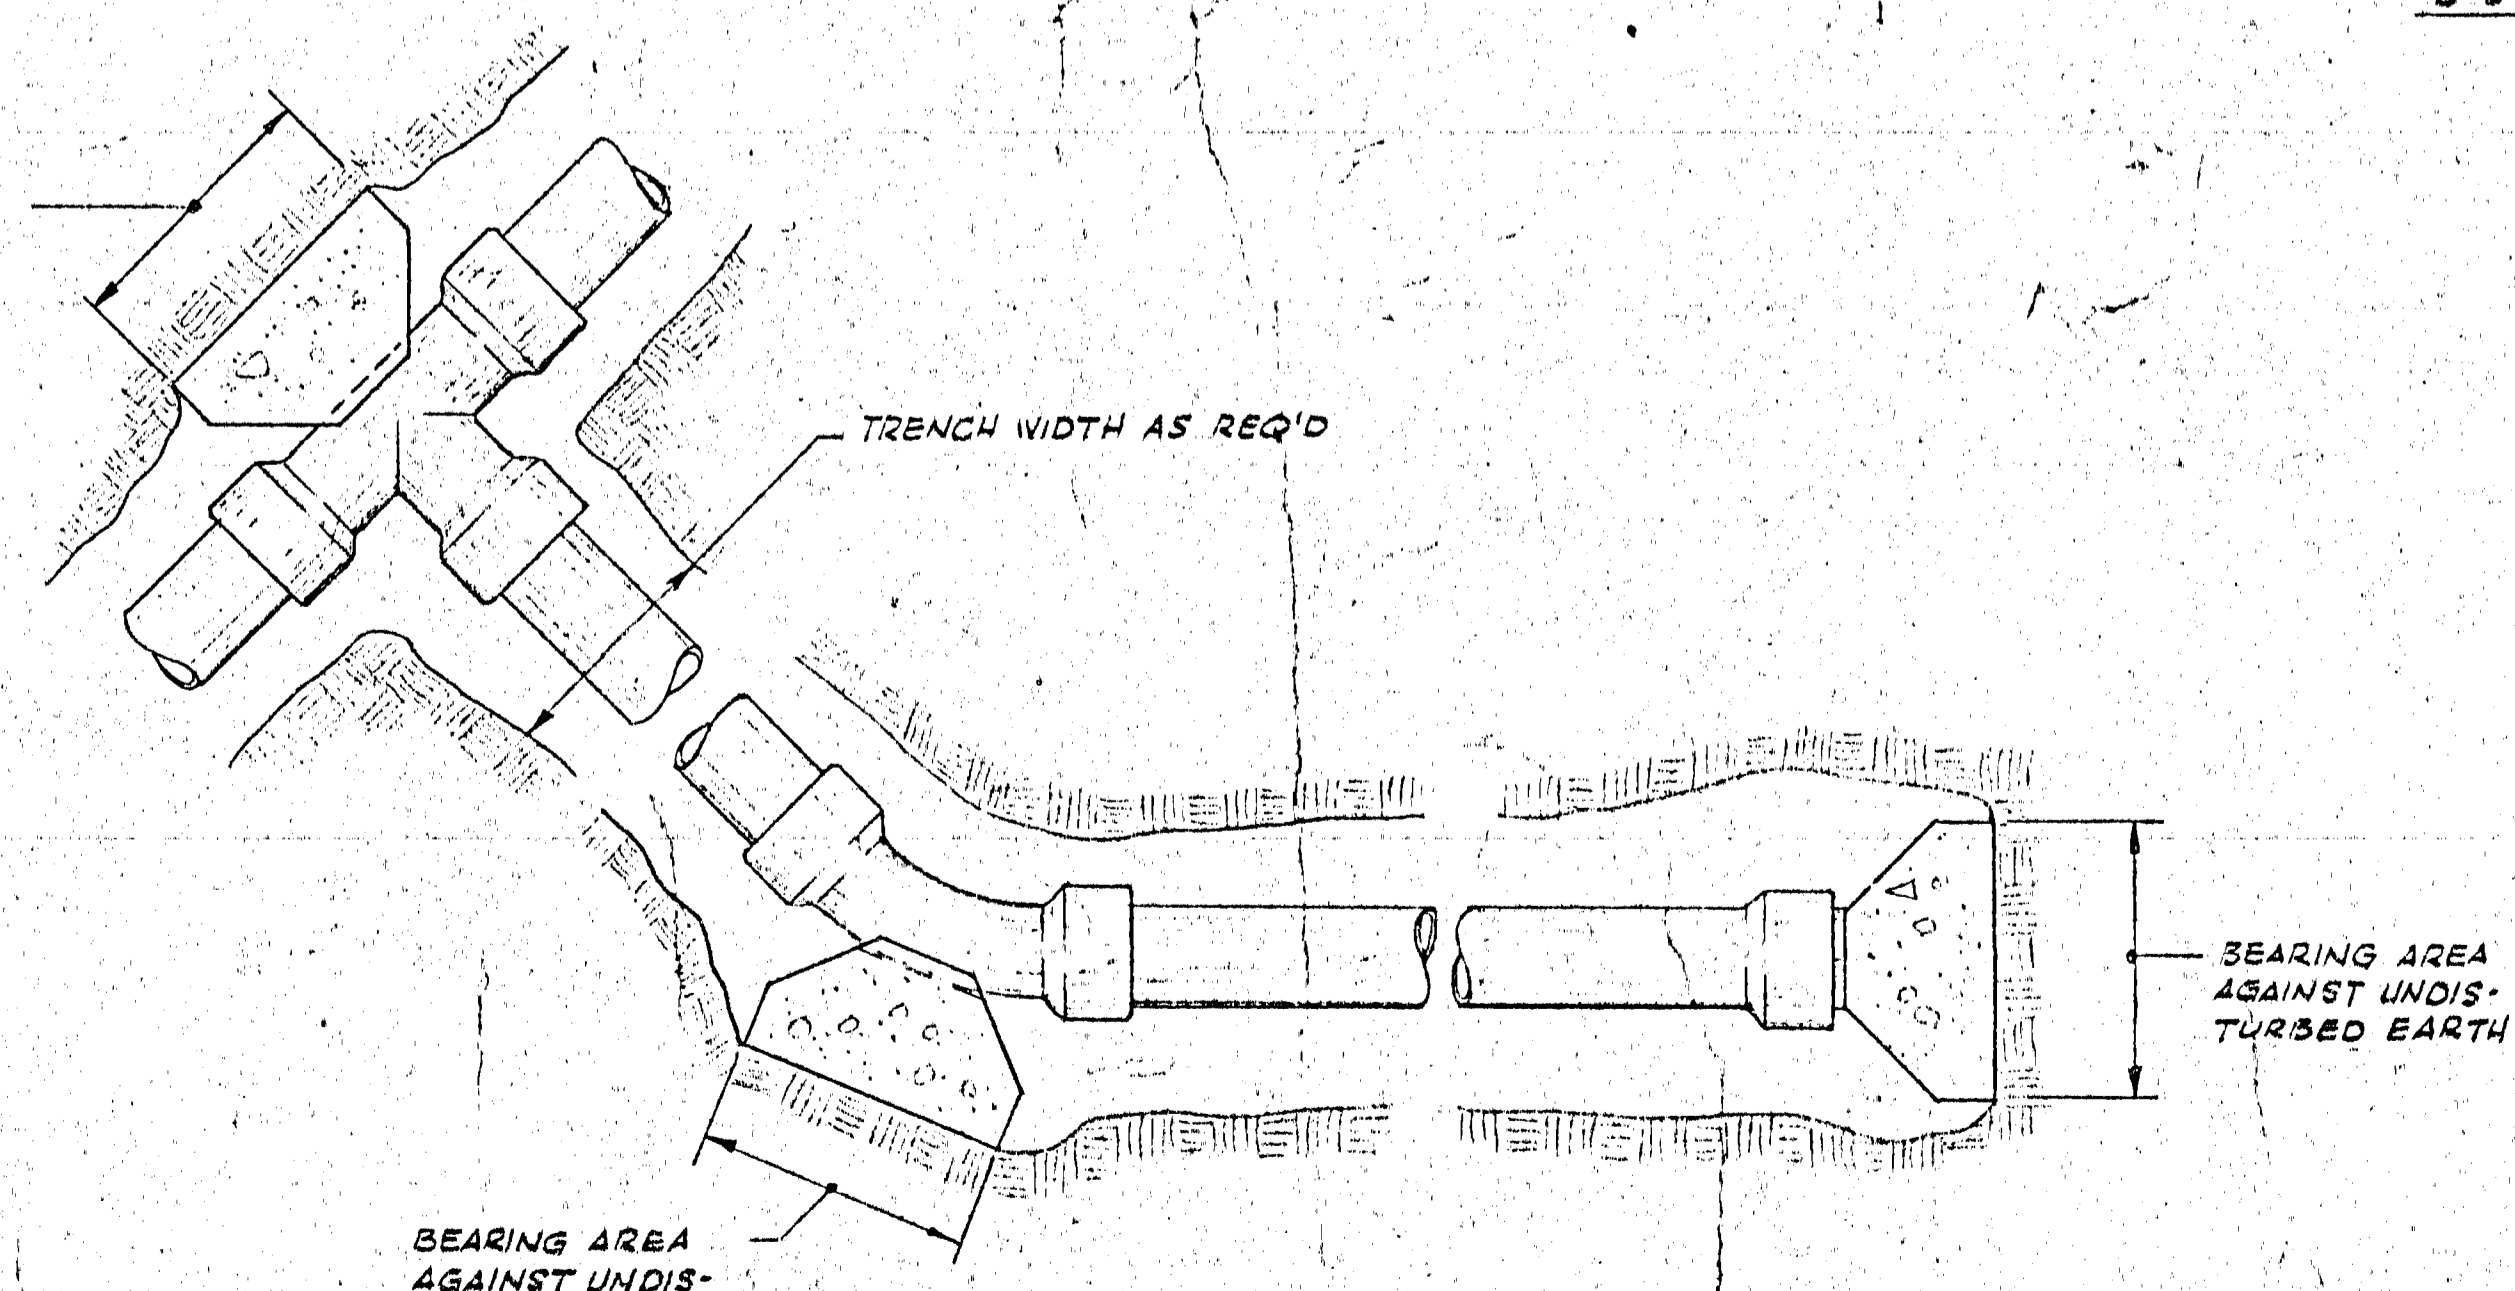 TRENCH WIDTH AS REQ'D
BEARING AREA
AGAINST UNDIS-
TURBED EARTH
BEARING AREA
AGAINST UNDIS-